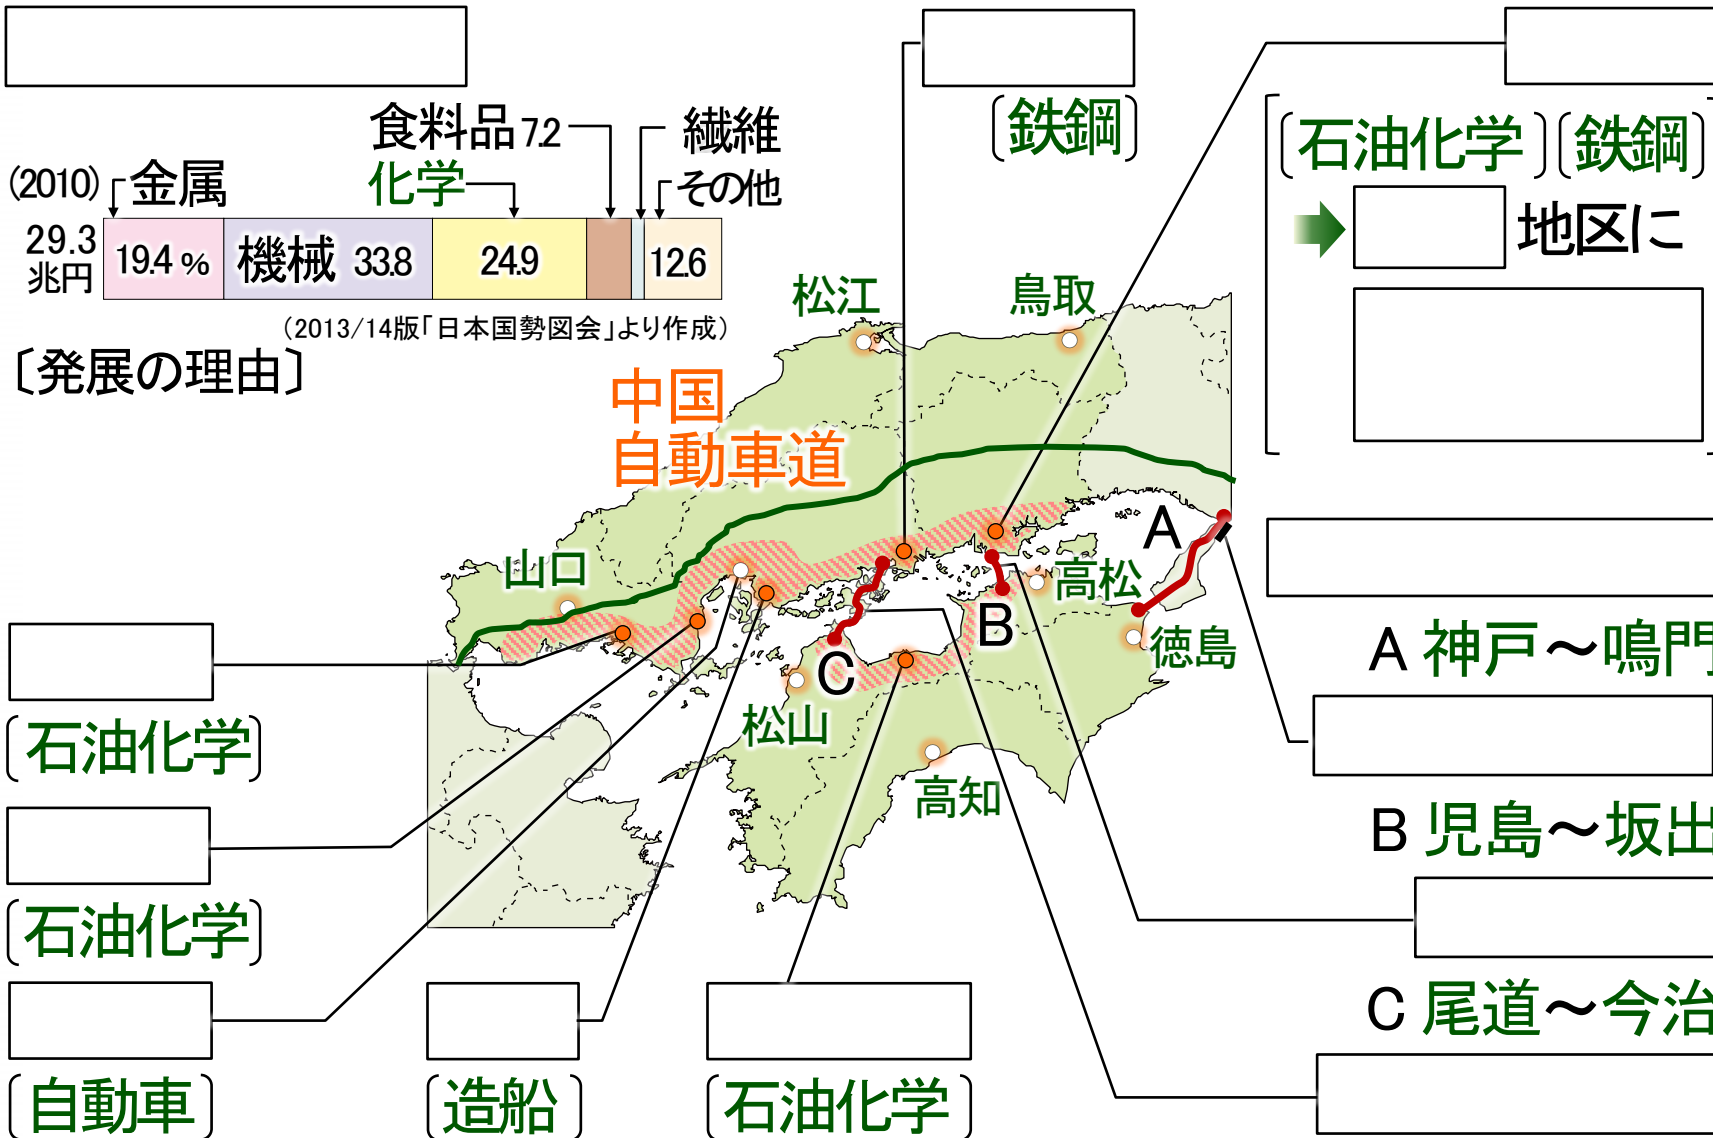 〔鉄鋼〕
〔石油化学〕〔鉄鋼〕
地区に
食料品 7.2
繊維
(2010)
金属
化学
その他
29.3
兆円
19.4 %
機械 33.8
24.9
12.6
(2013/14版「日本国勢図会」より作成)
〔発展の理由〕
松江
鳥取
中国
自動車道
山口
A
高松
B
徳島
C
松山
高知
A 神戸～鳴門
B 児島～坂出
C 尾道～今治
〔石油化学〕
〔石油化学〕
〔自動車〕
〔造船〕
〔石油化学〕